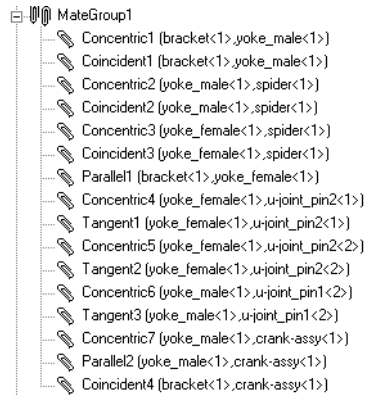 MateGroup1
Concentric1 (bracket<1>,yoke_male<1>)
Coincident1 (bracket<1>,yoke_male<1>)
Concentric2 (yoke_male<1>,spider<1>)
Coincident2 (yoke_male<1>,spider<1>)
Concentric3 (yoke_female<1>,spider<1>)
Coincident3 (yoke_female<1>,spider<1>)
Parallel1 (bracket<1>,yoke_female<1>)
Concentric4 (yoke_female<1>,u-joint_pin2<1>)
Tangent1 (yoke_female<1>,u-joint_pin2<1>)
Concentric5 (yoke_female<1>,u-joint_pin2<2>)
Tangent2 (yoke_female<1>,u-joint_pin2<2>)
Concentric6 (yoke_male<1>,u-joint_pin1<2>)
Tangent3 (yoke_male<1>,u-joint_pin1<2>)
Concentric7 (yoke_male<1>,crank-assy<1>)
Parallel2 (yoke_male<1>,crank-assy<1>)
Coincident4 (bracket<1>,crank-assy<1>)